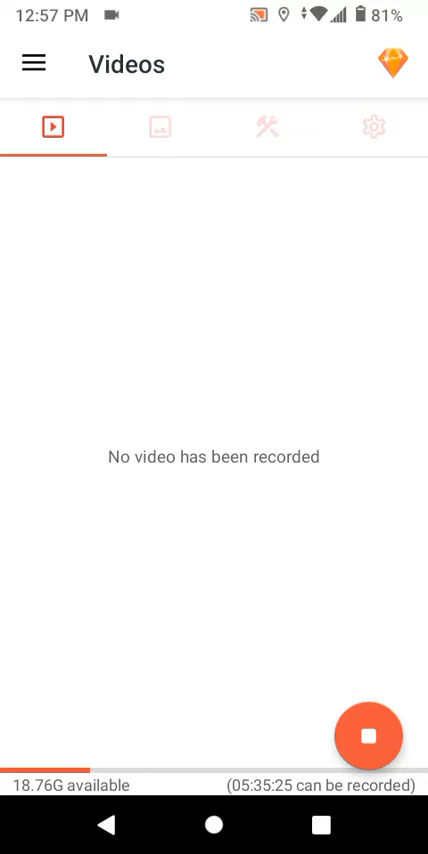 12:57 PM 81%
Videos
No video has been recorded
18.76G available (05:35:25 can be recorded)